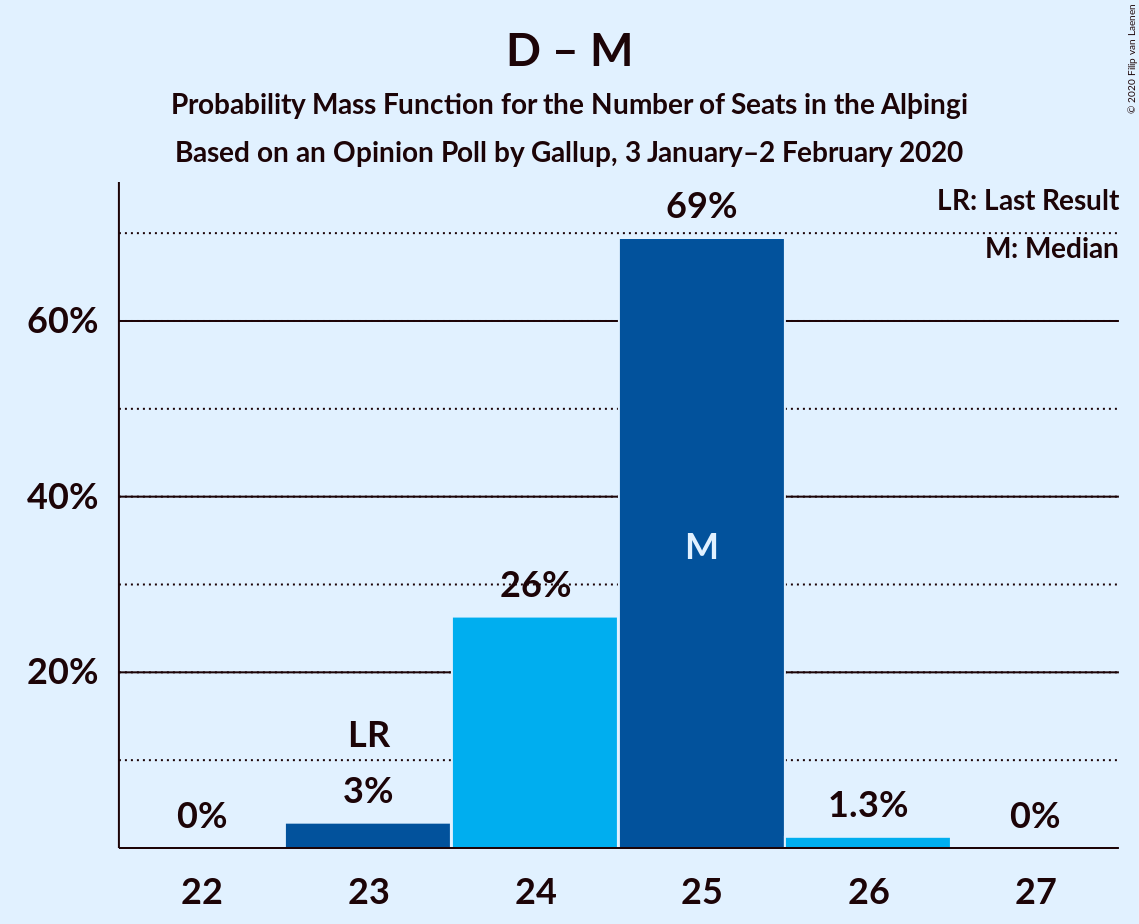 D – M
Probability Mass Function for the Number of Seats in the Alþingi
Based on an Opinion Poll by Gallup, 3 January–2 February 2020
© 2020 Filip van Laenen
LR: Last Result
M: Median
69%
60%
40%
20%
M
26%
LR
3%
0%
1.3%
0%
22 23 24 25 26 27